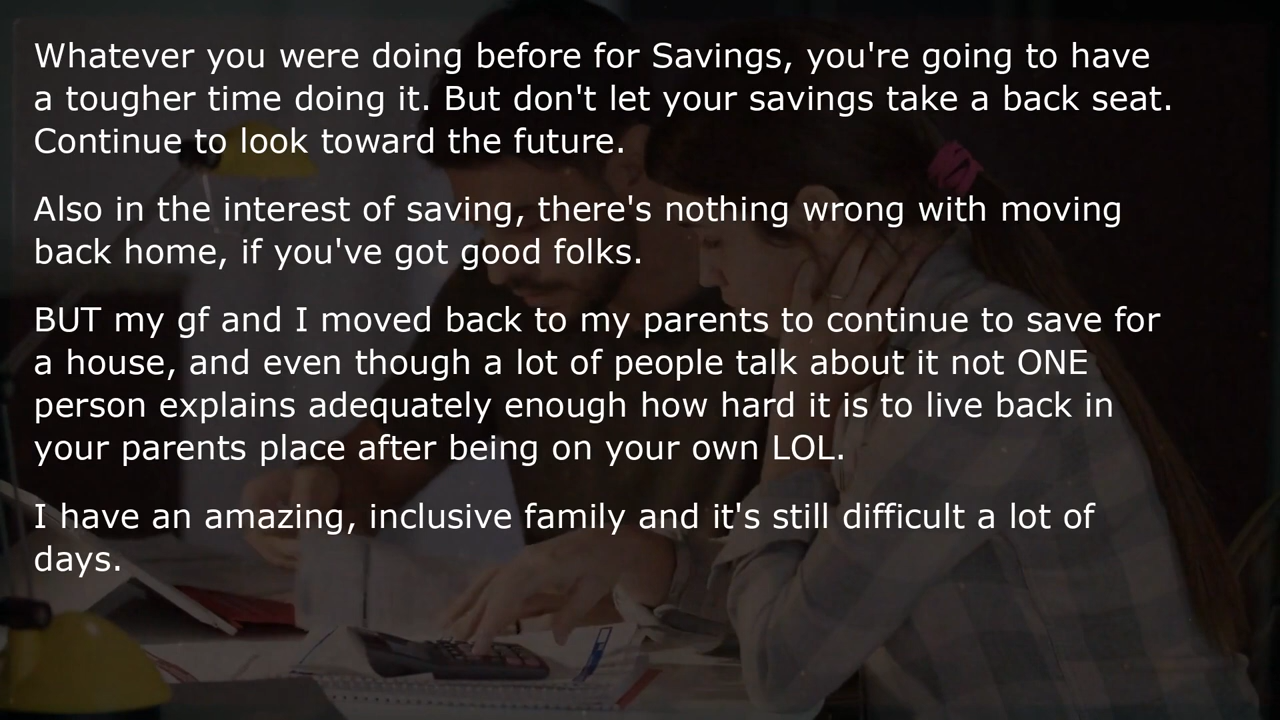 Whatever you were doing before for Savings, you're going to have
a tougher time doing it. But don't let your savings take a back seat.
Continue to look toward the future.
Also in the interest of saving, there's nothing wrong with moving
back home, if you've got good folks.
BUT my gf and I moved back to my parents to continue to save for
a house, and even though a lot of people talk about it not ONE
person explains adequately enough how hard it is to live back in
your parents place after being on your own LOL.
I have an amazing, inclusive family and it's still difficult a lot of
days.